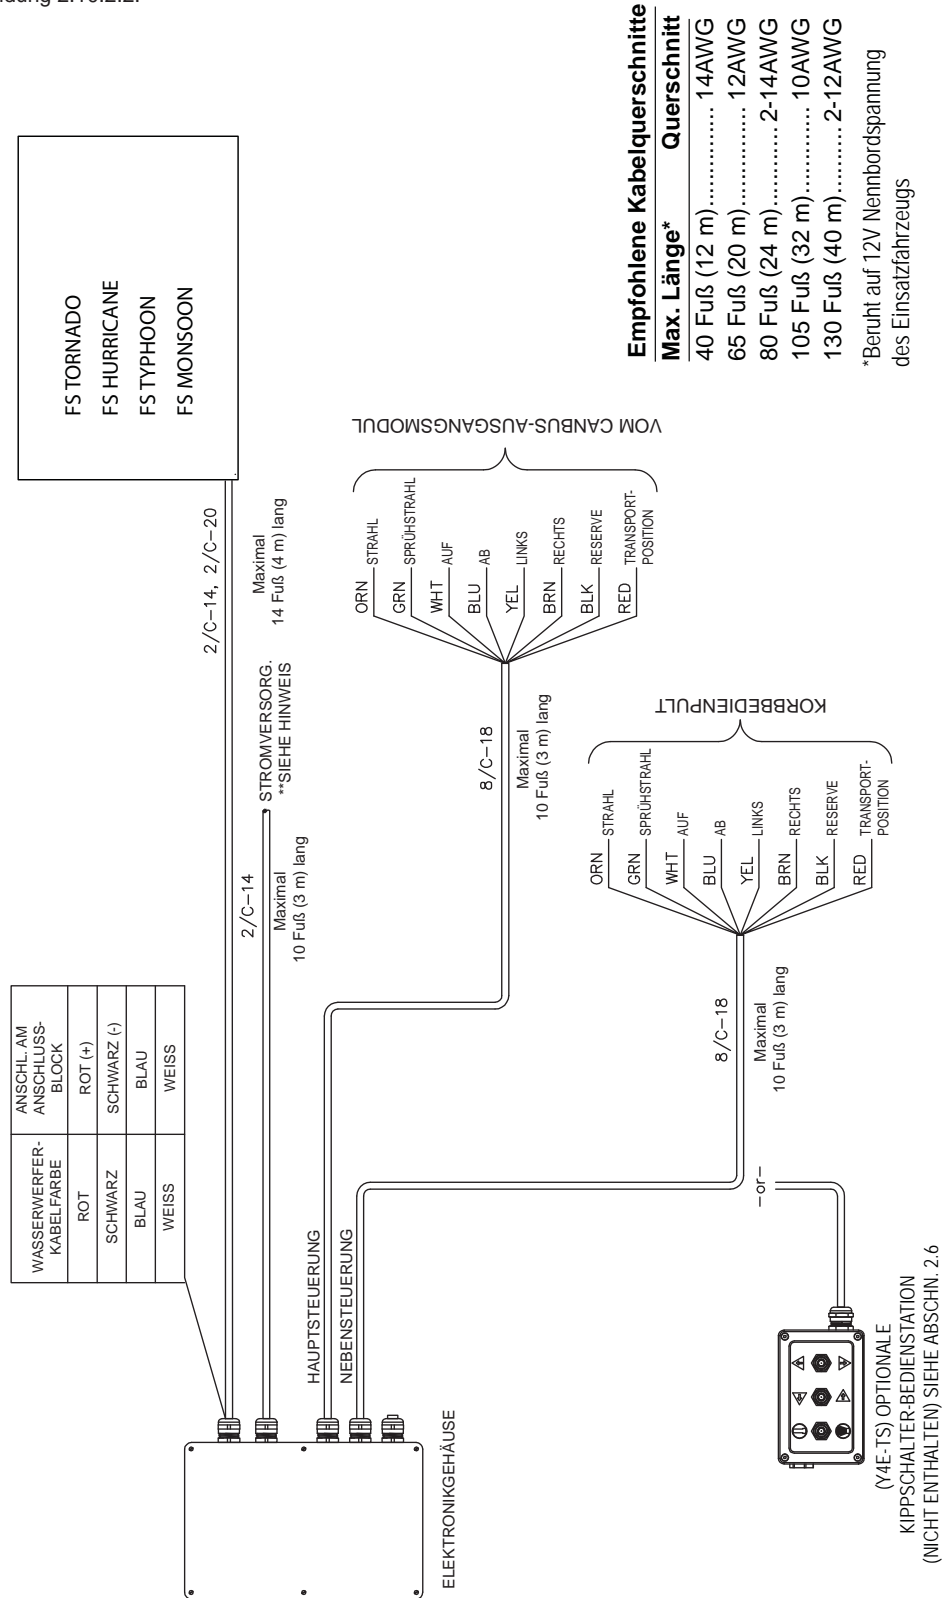 FS TORNADO
FS HURRICANE
FS TYPHOON
FS MONSOON
Empfohlene Kabelquerschnitte
Max. Länge* Querschnitt
40 Fuß (12 m)............... 14AWG
65 Fuß (20 m)............... 12AWG
80 Fuß (24 m)............ 2-14AWG
105 Fuß (32 m)............. 10AWG
130 Fuß (40 m).......... 2-12AWG
*Beruht auf 12V Nennbordspannung
des Einsatzfahrzeugs
WASSERWERFER-
KABELFARBE
ANSCHL. AM
ANSCHLUSS-
BLOCK
ROT ROT (+)
SCHWARZ SCHWARZ (-)
BLAU BLAU
WEISS WEISS
2/C-14, 2/C-20
Maximal
14 Fuß (4 m) lang
2/C-14
Maximal
10 Fuß (3 m) lang
STROMVERSORG.
**SIEHE HINWEIS
HAUPTSTEUERUNG
NEBENSTEUERUNG
8/C-18
Maximal
10 Fuß (3 m) lang
ORN STRAHL
GRN SPRÜHSTRAHL
WHT AUF
BLU AB
YEL LINKS
BRN RECHTS
BLK RESERVE
RED TRANSPORT-
POSITION
VOM CANBUS-AUSGANGSMODUL
8/C-18
Maximal
10 Fuß (3 m) lang
ORN STRAHL
GRN SPRÜHSTRAHL
WHT AUF
BLU AB
YEL LINKS
BRN RECHTS
BLK RESERVE
RED TRANSPORT-
POSITION
KORBBEDIENPULT
-or-
ELEKTRONIKGEHÄUSE
(Y4E-TS) OPTIONALE
KIPPSCHALTER-BEDIENSTATION
(NICHT ENTHALTEN) SIEHE ABSCHN. 2.6